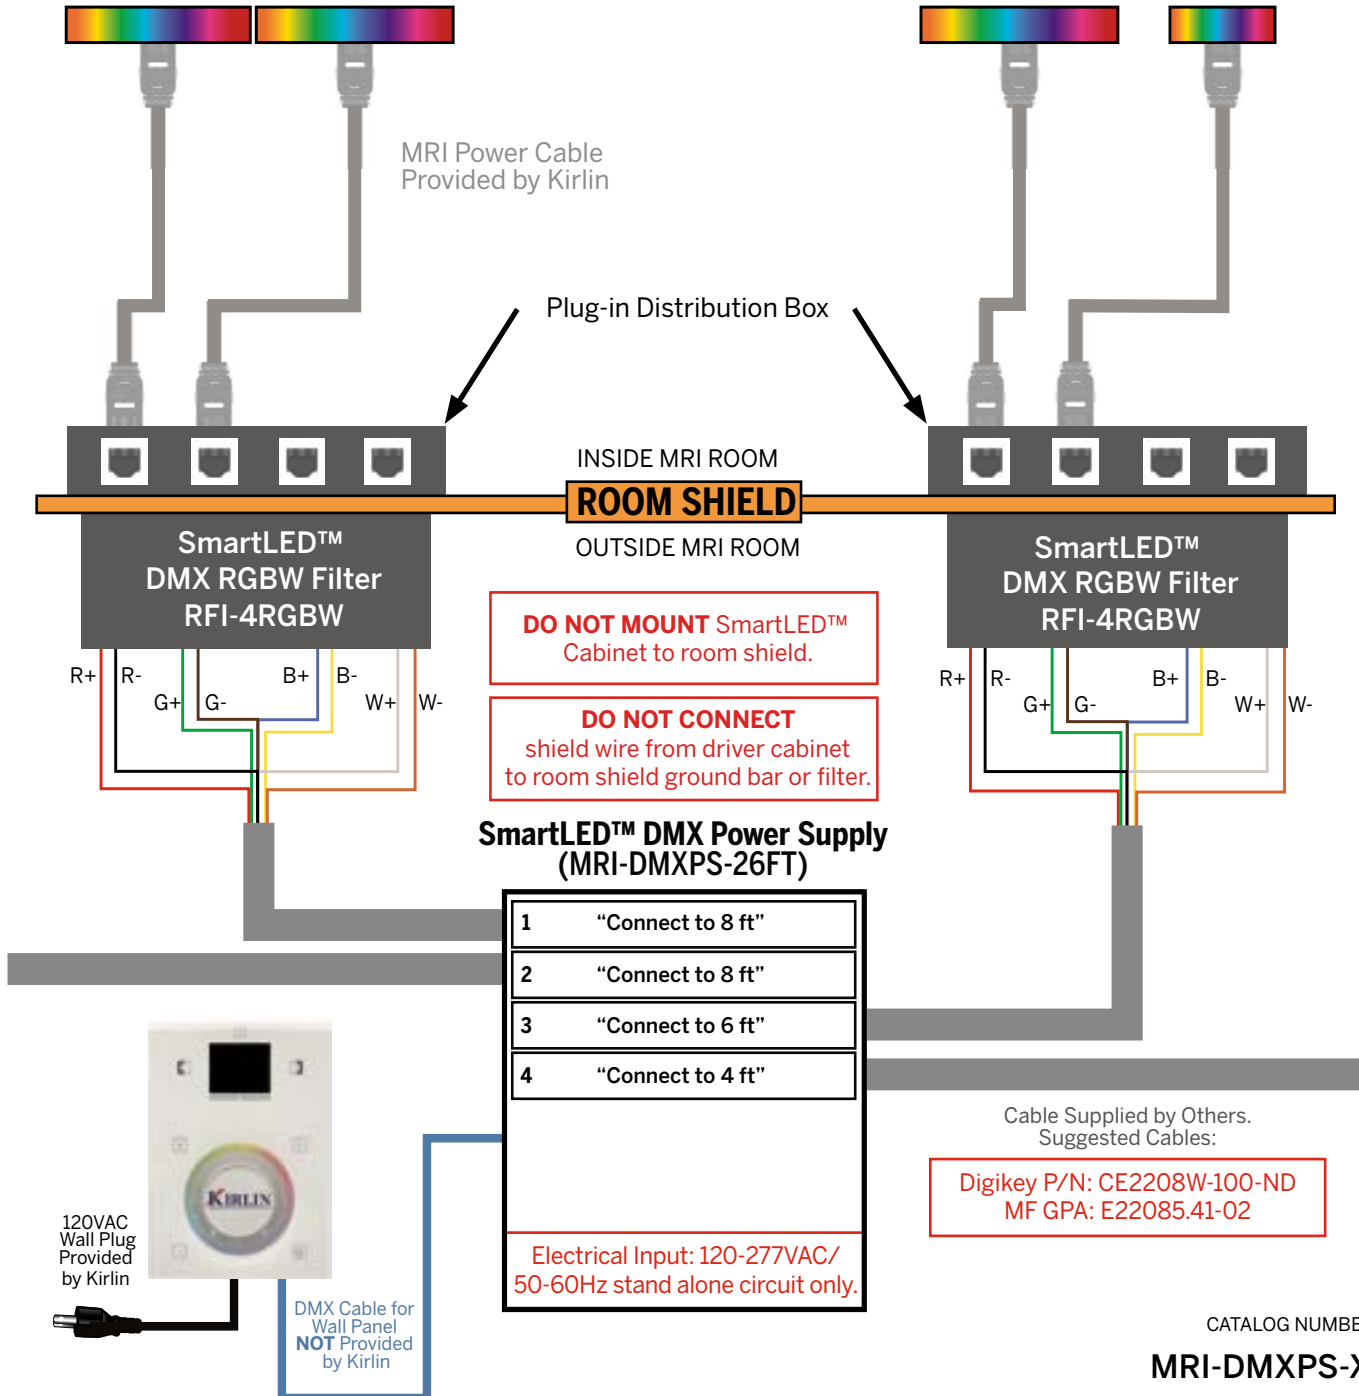 MRI Power Cable
Provided by Kirlin
Plug-in Distribution Box
INSIDE MRI ROOM
ROOM SHIELD
OUTSIDE MRI ROOM
SmartLED™
DMX RGBW Filter
RFI-4RGBW
SmartLED™
DMX RGBW Filter
RFI-4RGBW
DO NOT MOUNT SmartLED™
Cabinet to room shield.
R+ R- G+ G- B+ B- W+ W-
R+ R- G+ G- B+ B- W+ W-
DO NOT CONNECT
shield wire from driver cabinet
to room shield ground bar or filter.
SmartLED™ DMX Power Supply
(MRI-DMXPS-26FT)
1 “Connect to 8 ft”
2 “Connect to 8 ft”
3 “Connect to 6 ft”
4 “Connect to 4 ft”
Electrical Input: 120-277VAC/
50-60Hz stand alone circuit only.
KIRLIN
120VAC
Wall Plug
Provided
by Kirlin
DMX Cable for
Wall Panel
NOT Provided
by Kirlin
Cable Supplied by Others.
Suggested Cables:
Digikey P/N: CE2208W-100-ND
MF GPA: E22085.41-02
CATALOG NUMBE
MRI-DMXPS-X